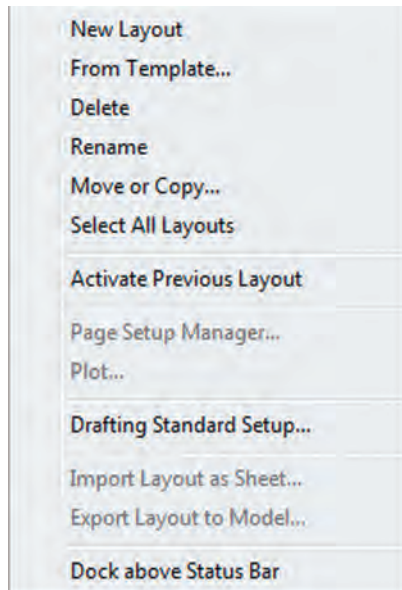 New Layout
From Template...
Delete
Rename
Move or Copy...
Select All Layouts
Activate Previous Layout
Page Setup Manager...
Plot...
Drafting Standard Setup...
Import Layout as Sheet...
Export Layout to Model...
Dock above Status Bar